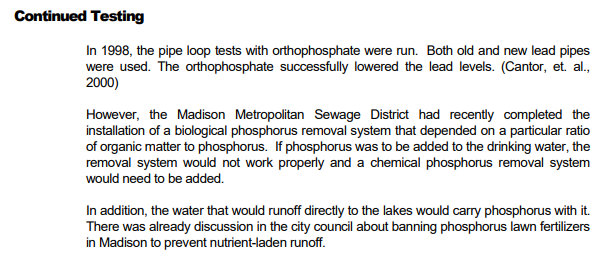 Continued Testing
In 1998, the pipe loop tests with orthophosphate were run.  Both old and new lead pipes
were used. The orthophosphate successfully lowered the lead levels. (Cantor, et. al.,
2000)
However, the Madison Metropolitan Sewage District had recently completed the
installation of a biological phosphorus removal system that depended on a particular ratio
of organic matter to phosphorus.  If phosphorus was to be added to the drinking water, the
removal system would not work properly and a chemical phosphorus removal system
would need to be added.
In addition, the water that would runoff directly to the lakes would carry phosphorus with it.
There was already discussion in the city council about banning phosphorus lawn fertilizers
in Madison to prevent nutrient-laden runoff.